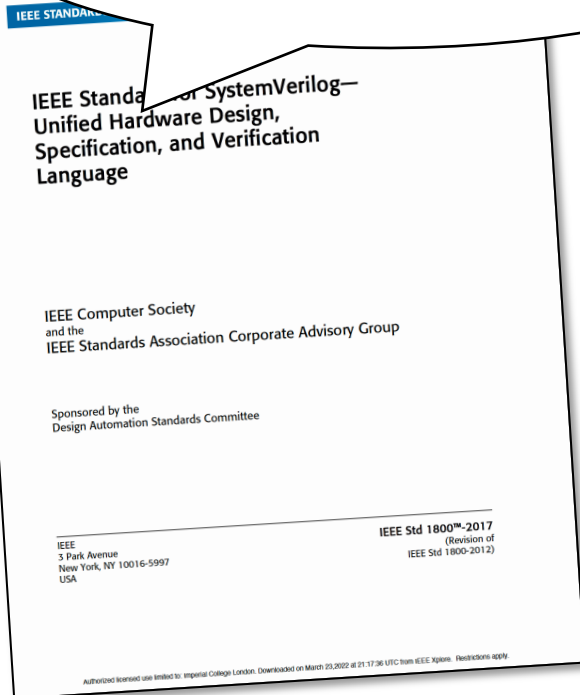 IEEE STANDAR
IEEE Standa for SystemVerilog—
Unified Hardware Design,
Specification, and Verification
Language
IEEE Computer Society
and the
IEEE Standards Association Corporate Advisory Group
Sponsored by the
Design Automation Standards Committee
IEEE
3 Park Avenue
New York, NY 10016-5997
USA
IEEE Std 1800™-2017
(Revision of
IEEE Std 1800-2012)
Authorized licensed use limited to: Imperial College London. Downloaded on March 23,2022 at 21:17:36 UTC from IEEE Xplore. Restrictions apply.